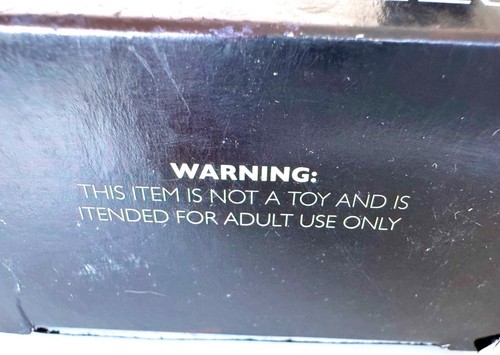 WARNING:
THIS ITEM IS NOT A TOY AND IS
ITENDED FOR ADULT USE ONLY